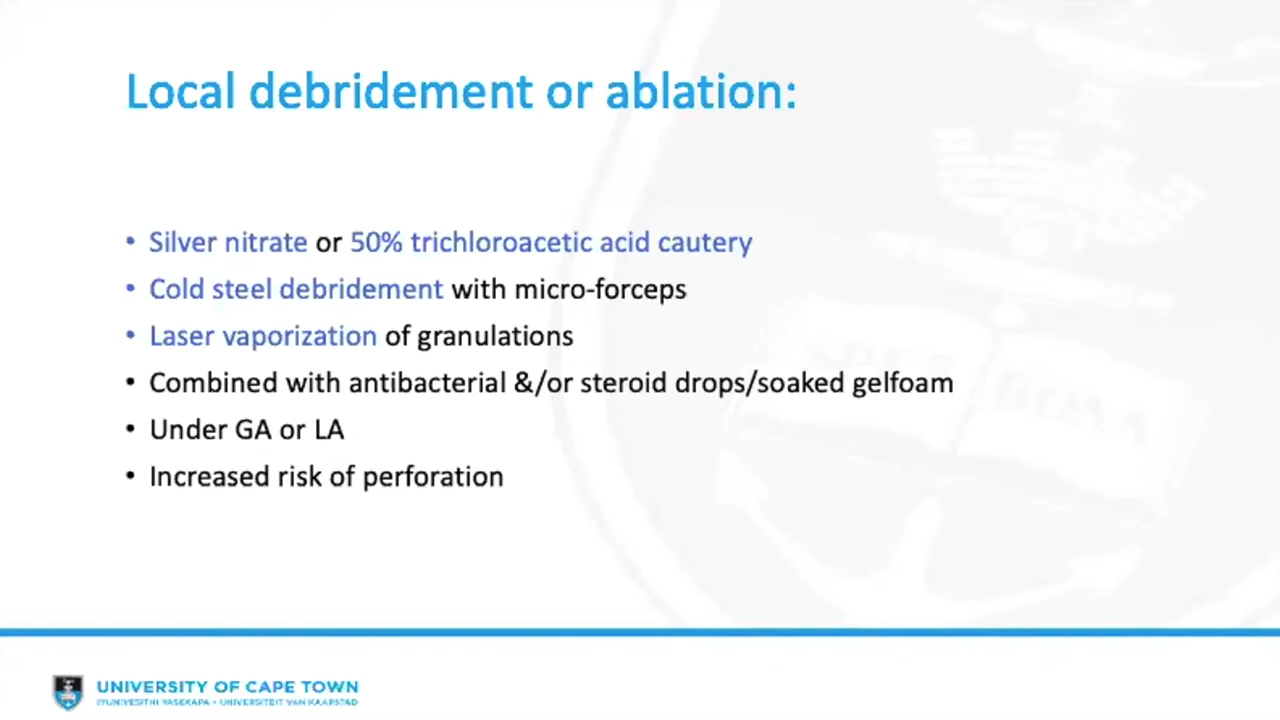 Local debridement or ablation:
• Silver nitrate or 50% trichloroacetic acid cautery
• Cold steel debridement with micro-forceps
• Laser vaporization of granulations
• Combined with antibacterial &/or steroid drops/soaked gelfoam
• Under GA or LA
• Increased risk of perforation
BONA
UNIVERSITY OF CAPE TOWN
IYUNIVESITHI YASEKAPA • UNIVERSITEIT VAN KAAPSTAD